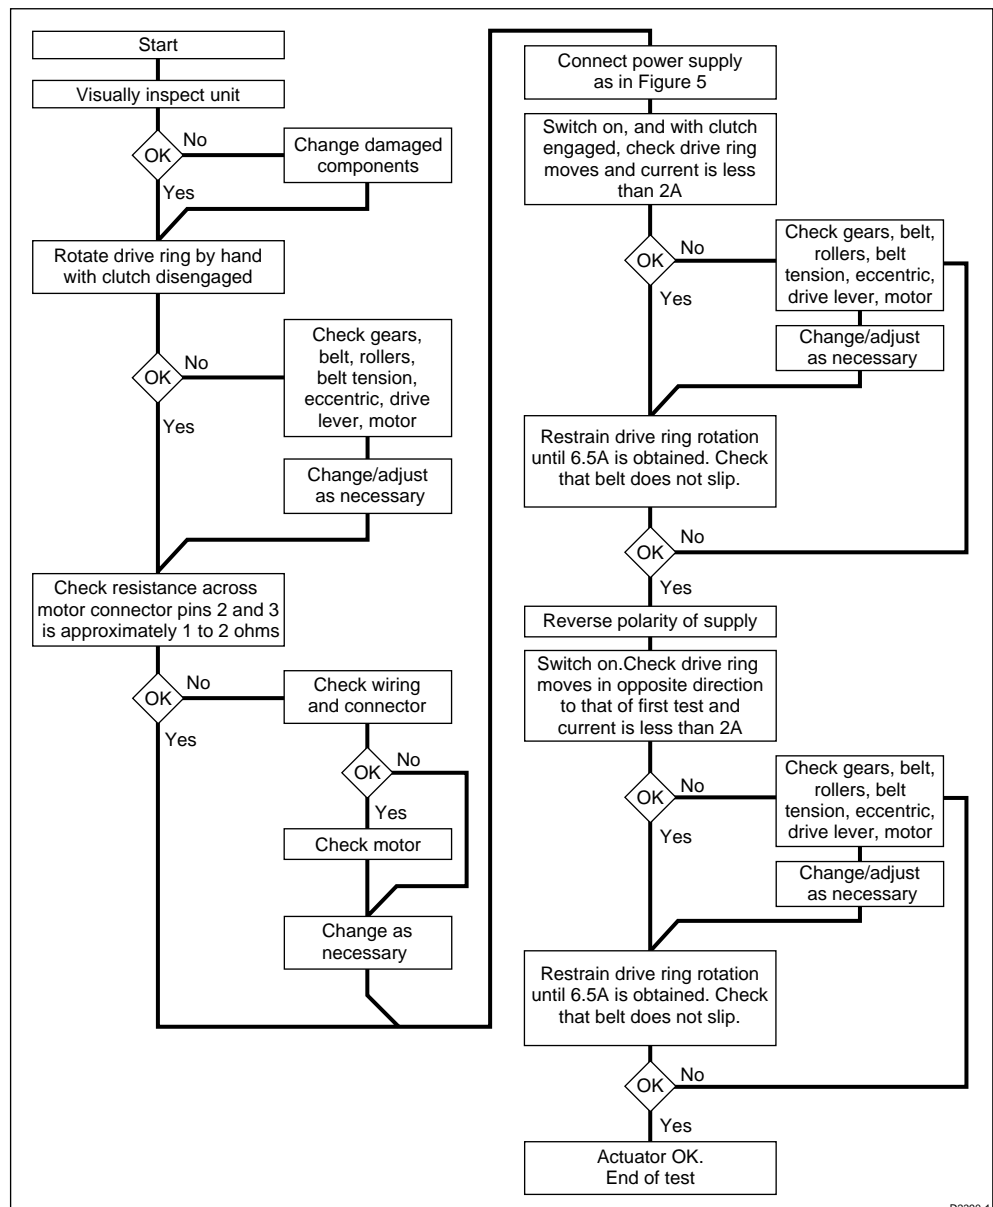 Start
Visually inspect unit
OK
No
Change damaged
components
Yes
Rotate drive ring by hand
with clutch disengaged
OK
No
Check gears,
belt, rollers,
belt tension,
eccentric, drive
lever, motor
Yes
Change/adjust
as necessary
Check resistance across
motor connector pins 2 and 3
is approximately 1 to 2 ohms
OK
No
Check wiring
and connector
Yes
OK
No
Yes
Check motor
Change as
necessary
Connect power supply
as in Figure 5
Switch on, and with clutch
engaged, check drive ring
moves and current is less
than 2A
OK
No
Check gears, belt,
rollers, belt
tension, eccentric,
drive lever, motor
Yes
Change/adjust
as necessary
Restrain drive ring rotation
until 6.5A is obtained. Check
that belt does not slip.
OK
No
Yes
Reverse polarity of supply
Switch on.Check drive ring
moves in opposite direction
to that of first test and
current is less than 2A
OK
No
Check gears, belt,
rollers, belt
tension, eccentric,
drive lever, motor
Yes
Change/adjust
as necessary
Restrain drive ring rotation
until 6.5A is obtained. Check
that belt does not slip.
OK
No
Yes
Actuator OK.
End of test